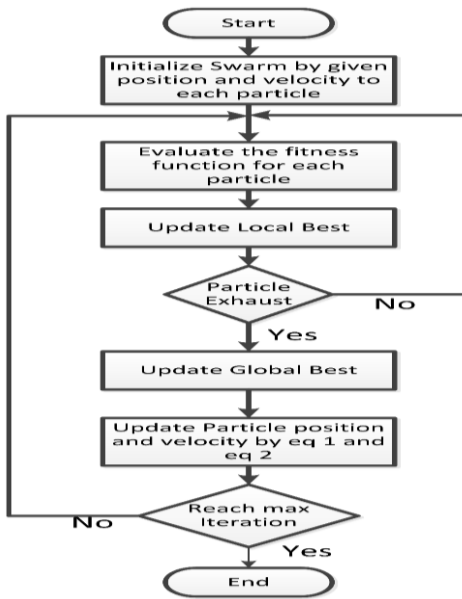 Start
Initialize Swarm by given
position and velocity to
each particle
Evaluate the fitness
function for each
particle
Update Local Best
Particle
Exhaust
No
Yes
Update Global Best
Update Particle position
and velocity by eq 1 and
eq 2
Reach max
Iteration
No
Yes
End